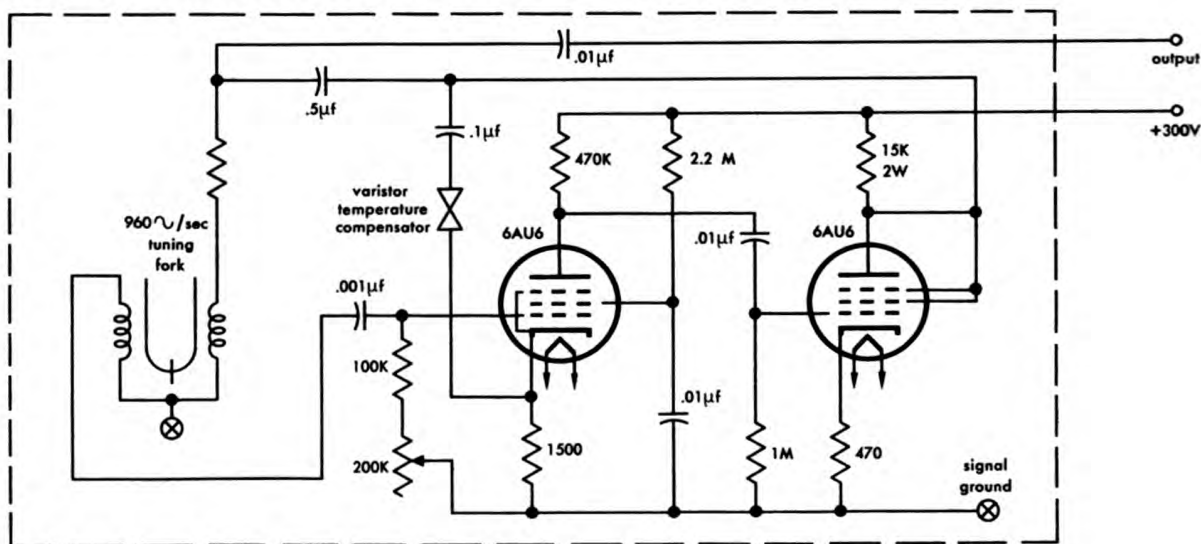 .01µf
output
.5µf
.1µf
+300V
470K
2.2 M
15K
2W
varistor
temperature
compensator
960∿/sec
tuning
fork
6AU6
.01µf
6AU6
.001µf
100K
.01µf
200K
1500
1M
470
signal
ground